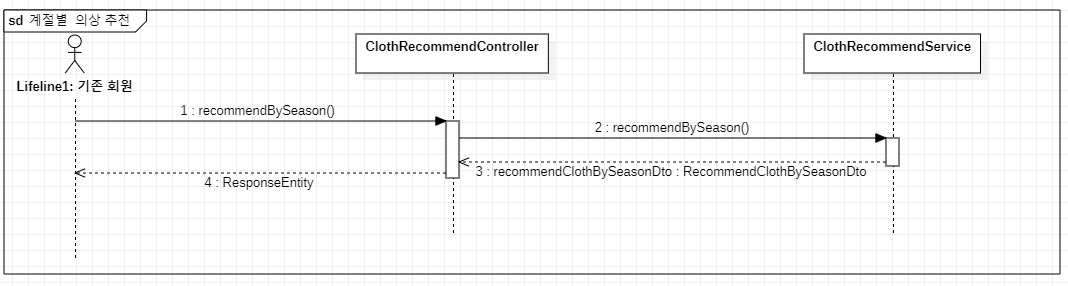 sd 계절별 의상 추천
ClothRecommendController
ClothRecommendService
Lifeline1: 기존 회원
1 : recommendBySeason()
2 : recommendBySeason()
3 : recommendClothBySeasonDto : RecommendClothBySeasonDto
4 : ResponseEntity